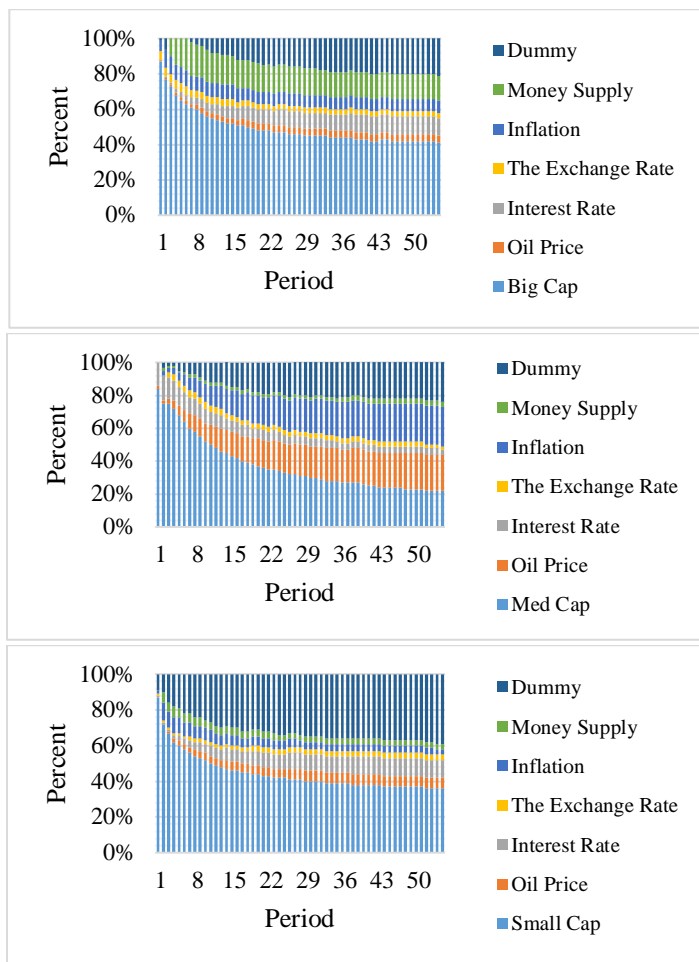 100%
80%
60%
40%
20%
0%
Percent
1 8 15 22 29 36 43 50
Period
Dummy
Money Supply
Inflation
The Exchange Rate
Interest Rate
Oil Price
Big Cap
100%
80%
60%
40%
20%
0%
Percent
1 8 15 22 29 36 43 50
Period
Dummy
Money Supply
Inflation
The Exchange Rate
Interest Rate
Oil Price
Med Cap
100%
80%
60%
40%
20%
0%
Percent
1 8 15 22 29 36 43 50
Period
Dummy
Money Supply
Inflation
The Exchange Rate
Interest Rate
Oil Price
Small Cap